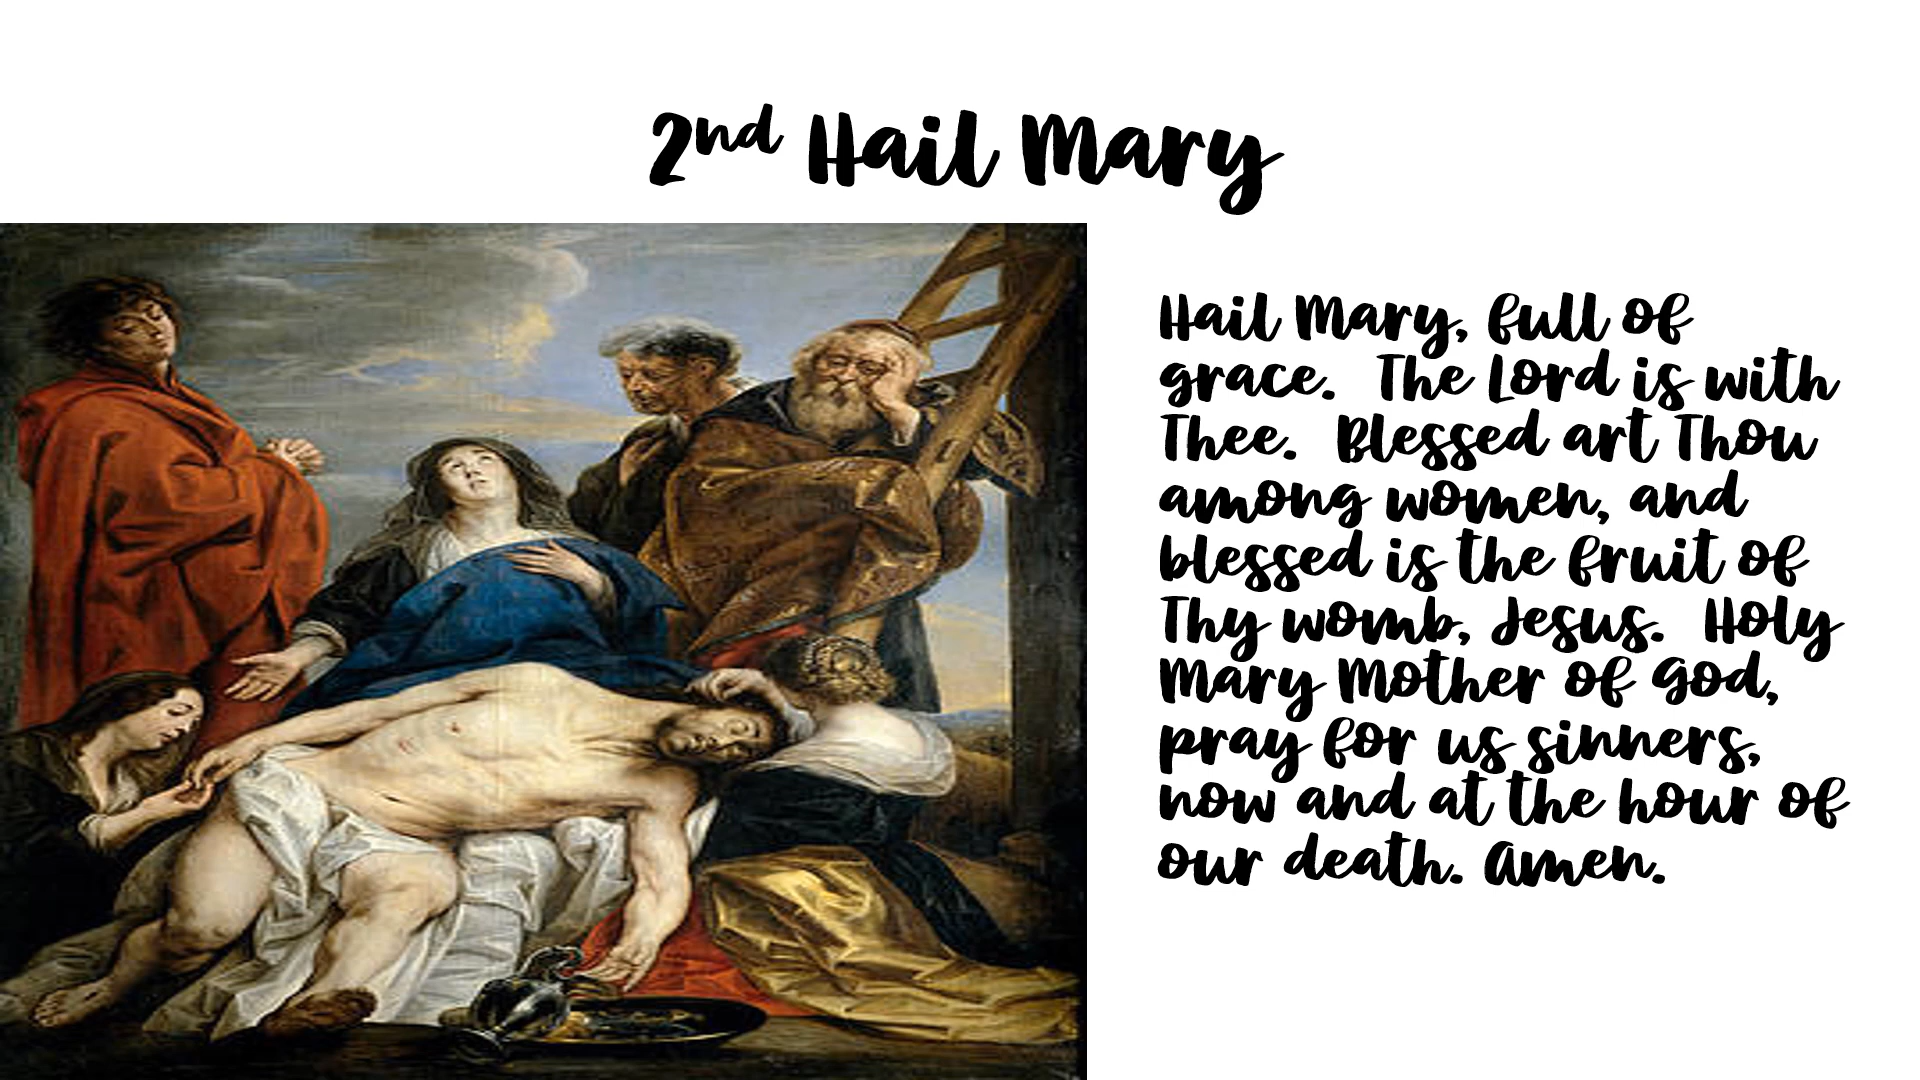 2nd Hail Mary
Hail Mary, full of
grace.  The Lord is with
Thee.  Blessed art Thou
among women, and
blessed is the fruit of
Thy womb, Jesus.  Holy
Mary Mother of God,
pray for us sinners,
now and at the hour of
our death. Amen.